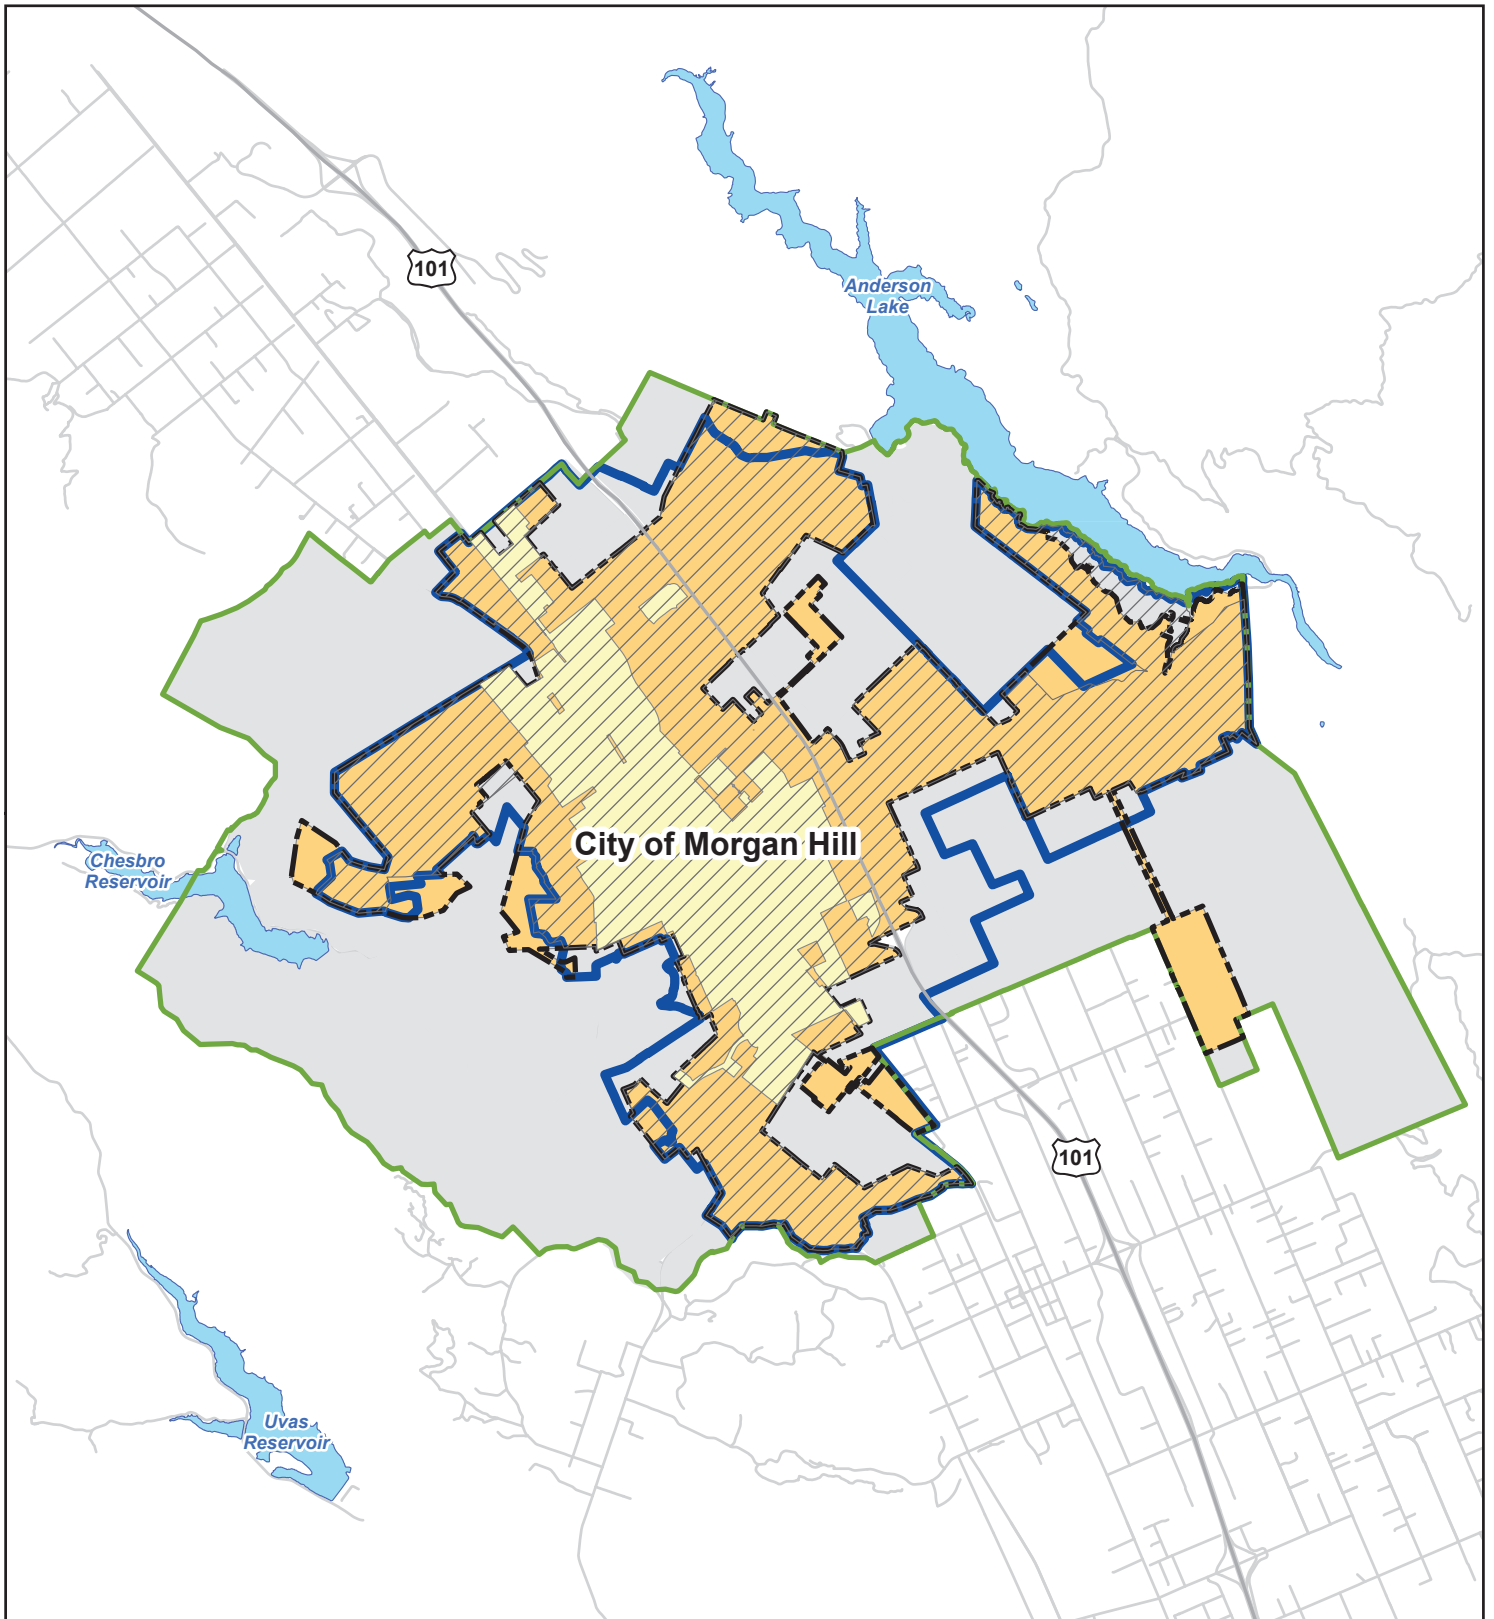 101
Anderson
Lake
City of Morgan Hill
Chesbro
Reservoir
101
Uvas
Reservoir